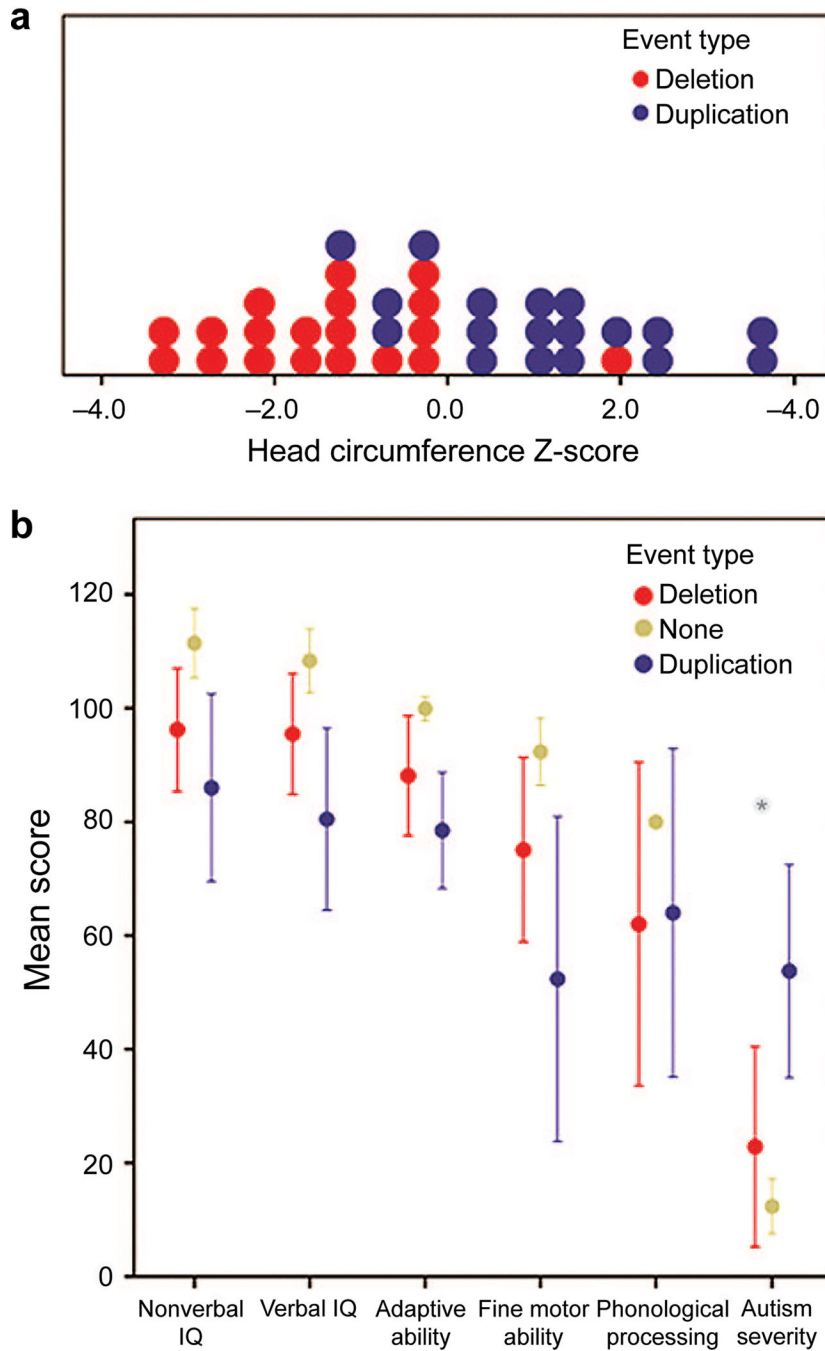 a
Event type
Deletion
Duplication
–4.0 –2.0 0.0 2.0 –4.0
Head circumference Z-score
b
Event type
Deletion
None
Duplication
120
100
80
60
40
20
0
Mean score
*
Nonverbal IQ
Verbal IQ
Adaptive ability
Fine motor ability
Phonological processing
Autism severity